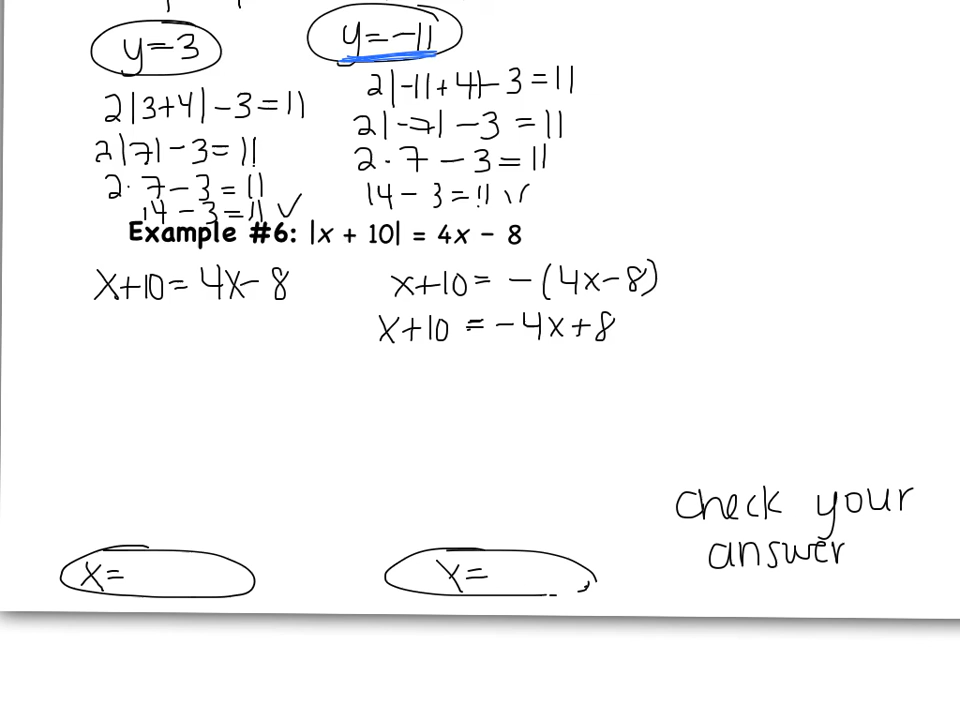 y=3 y=-11
2|3+4|-3=11 2|-11+4|-3=11
2|7|-3=11 2|-7|-3=11
2·7-3=11 2·7-3=11
14-3=11✓ 14-3=11✓
Example #6: |x + 10| = 4x - 8
x+10=4x-8 x+10=-(4x-8)
x+10=-4x+8
check your
answer
x= x=